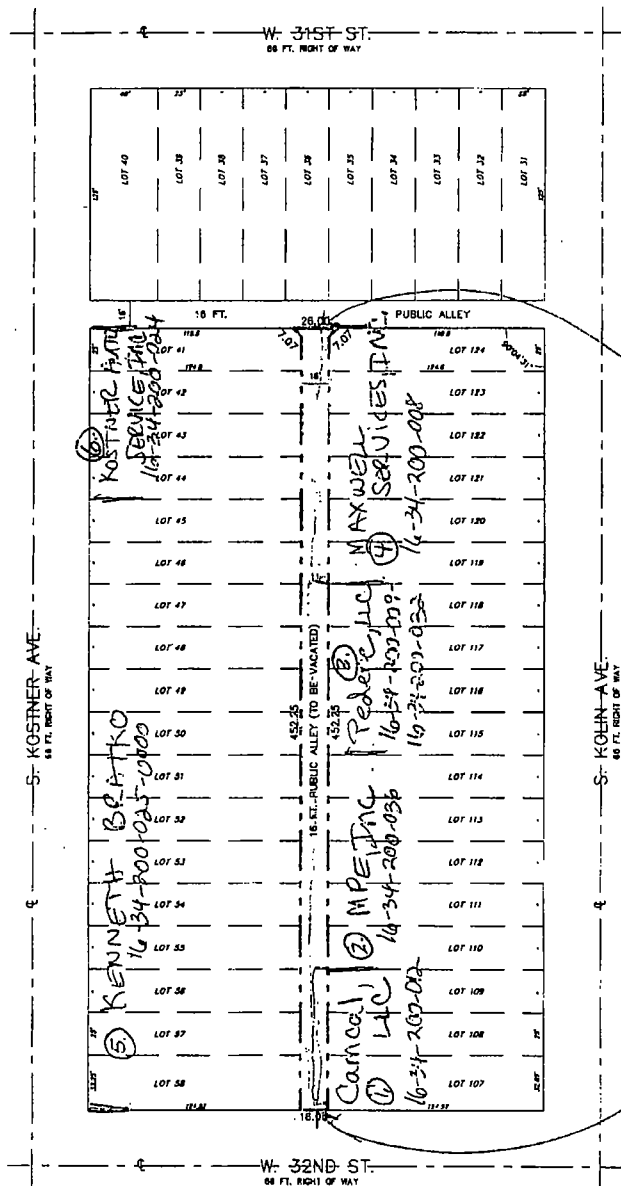 W. 31ST ST.
66 FT. RIGHT OF WAY
LOT 40
LOT 39
LOT 38
LOT 37
LOT 36
LOT 35
LOT 34
LOT 33
LOT 32
LOT 31
125'
125'
16'
16 FT.
26.00
PUBLIC ALLEY
7.07
7.07
16
LOT 41
LOT 42
LOT 43
LOT 44
LOT 45
LOT 46
LOT 47
LOT 48
LOT 49
LOT 50
LOT 51
LOT 52
LOT 53
LOT 54
LOT 55
LOT 56
LOT 57
LOT 58
LOT 124
LOT 123
LOT 122
LOT 121
LOT 120
LOT 119
LOT 118
LOT 117
LOT 116
LOT 115
LOT 114
LOT 113
LOT 112
LOT 111
LOT 110
LOT 109
LOT 108
LOT 107
6. KOSTNER AUTO
SERVICE, INC
16-34-200-024
5. KENNETH BRATKO
16-34-200-025-0000
4. MAXWELL
SERVICES, INC
16-34-200-008
3. Pedere, LLC
16-34-200-009
16-34-200-032
2. MPE, INC.
16-34-200-036
1. Camcal,
LLC
16-34-200-012
452.25
16 FT. PUBLIC ALLEY (TO BE VACATED)
452.25
S. KOSTNER AVE.
66 FT. RIGHT OF WAY
S. KOLIN AVE.
66 FT. RIGHT OF WAY
W. 32ND ST.
66 FT. RIGHT OF WAY